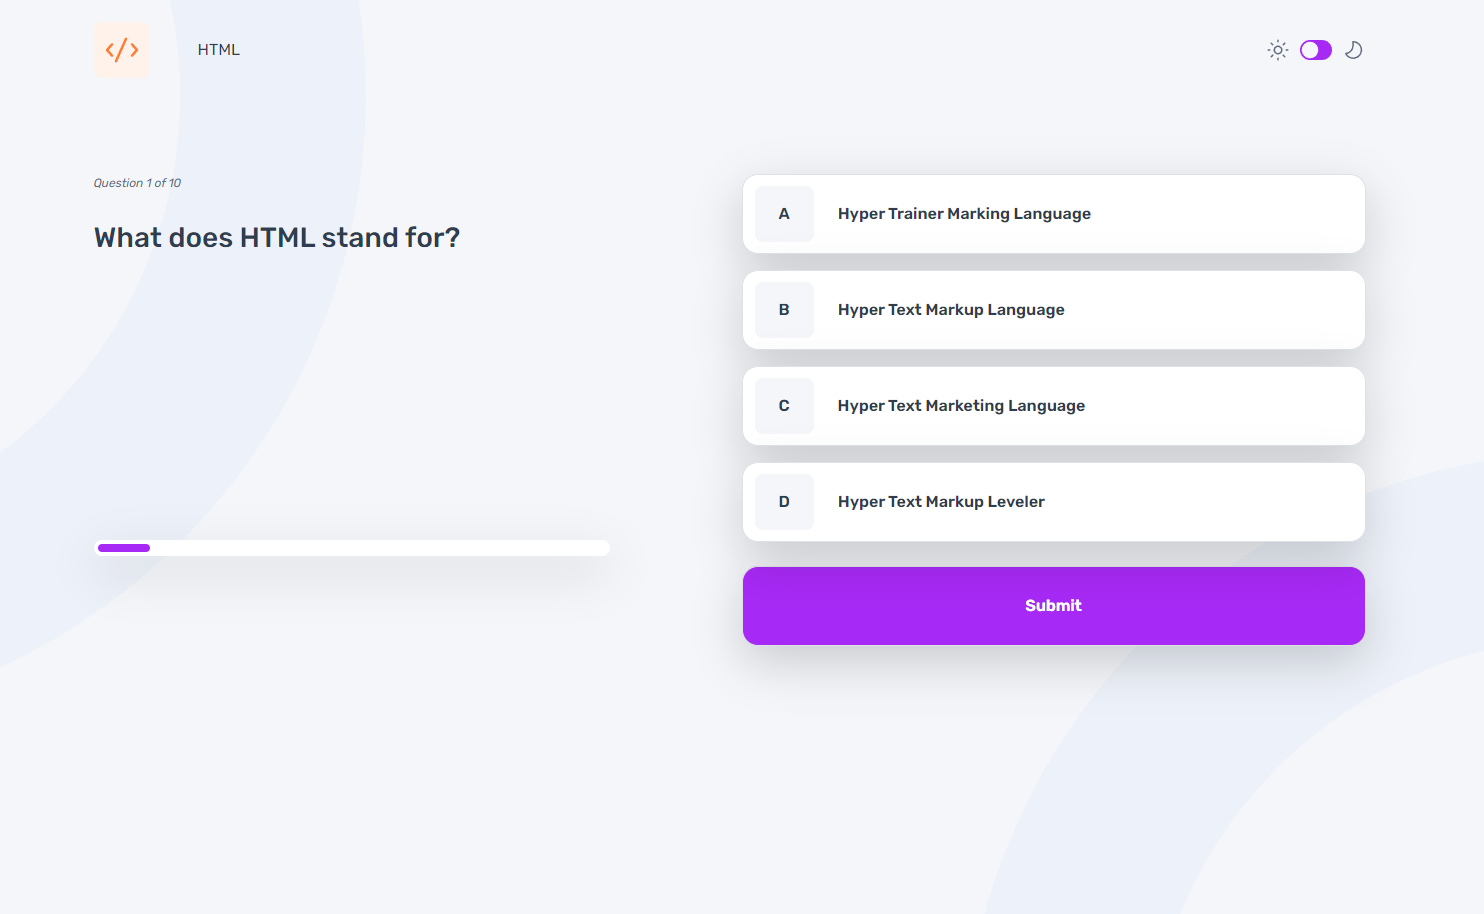 HTML
Question 1 of 10
What does HTML stand for?
A
Hyper Trainer Marking Language
B
Hyper Text Markup Language
C
Hyper Text Marketing Language
D
Hyper Text Markup Leveler
Submit